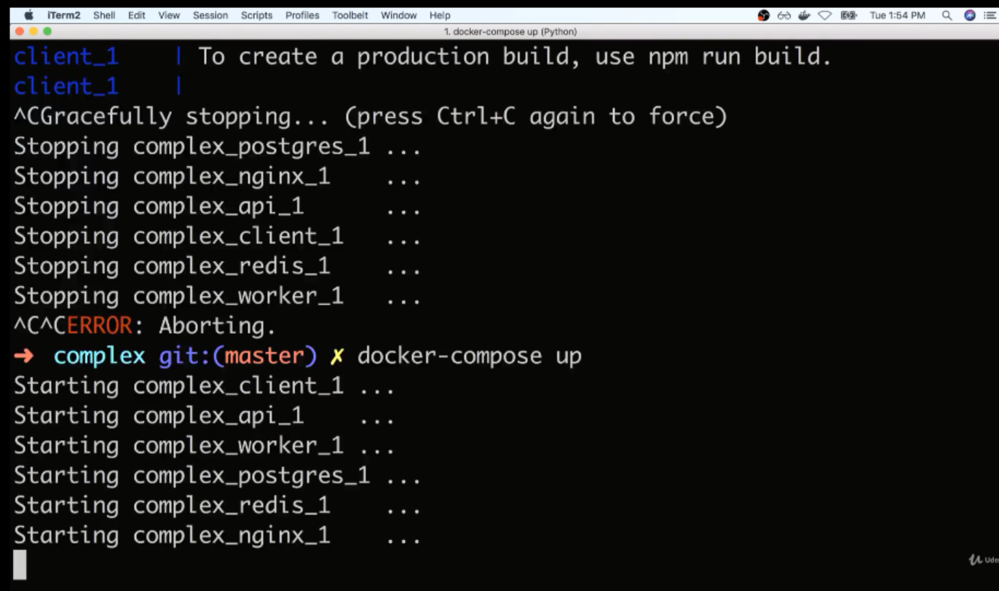 iTerm2 Shell Edit View Session Scripts Profiles Toolbelt Window Help Tue 1:54 PM
1. docker-compose up (Python)
client_1 | To create a production build, use npm run build.
client_1 |
^CGracefully stopping... (press Ctrl+C again to force)
Stopping complex_postgres_1 ...
Stopping complex_nginx_1 ...
Stopping complex_api_1 ...
Stopping complex_client_1 ...
Stopping complex_redis_1 ...
Stopping complex_worker_1 ...
^C^CERROR: Aborting.
➜ complex git:(master) ✗ docker-compose up
Starting complex_client_1 ...
Starting complex_api_1 ...
Starting complex_worker_1 ...
Starting complex_postgres_1 ...
Starting complex_redis_1 ...
Starting complex_nginx_1 ...